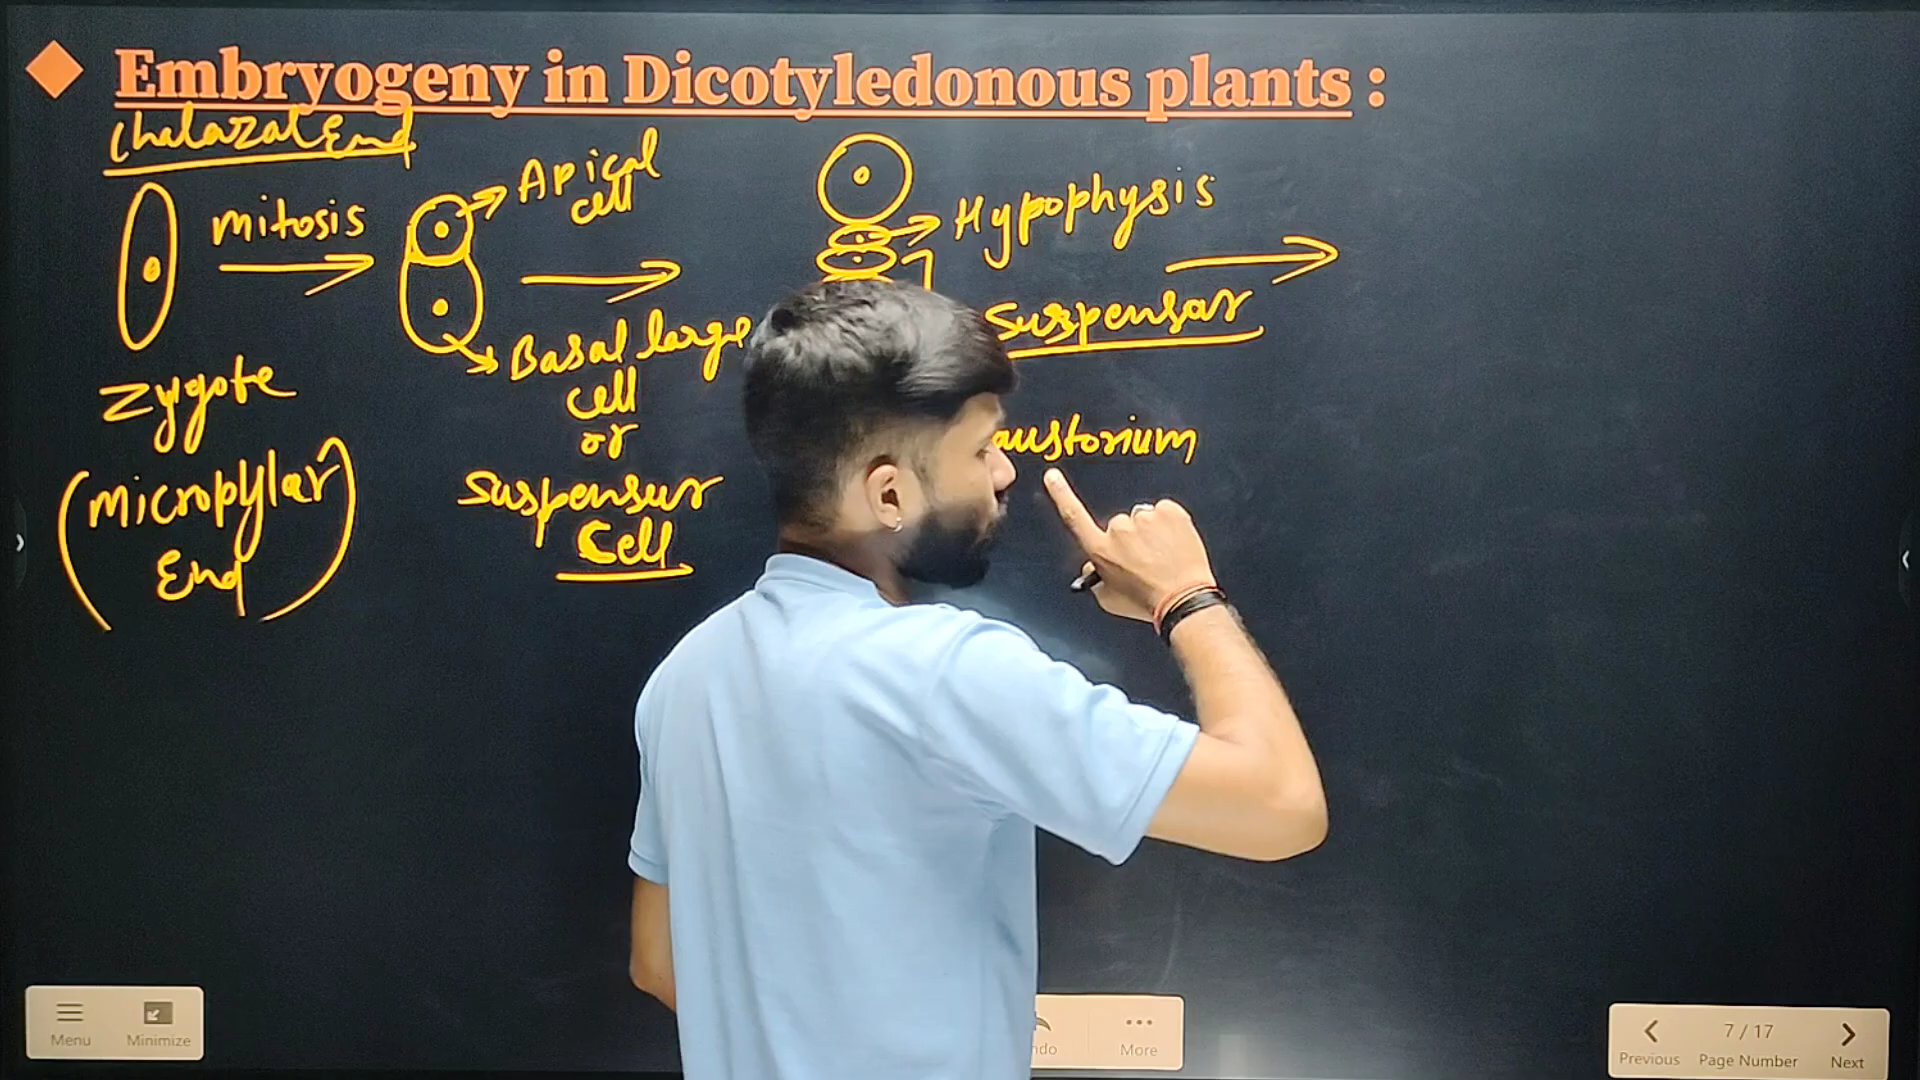 Embryogeny in Dicotyledonous plants :
Chalazal End
mitosis
Apical
cell
Hypophysis
Suspensor
Basal large
cell
or
Suspensor
Cell
Zygote
(Micropylar
End)
austorium
Menu
Minimize
ndo
More
Previous
7 / 17
Page Number
Next